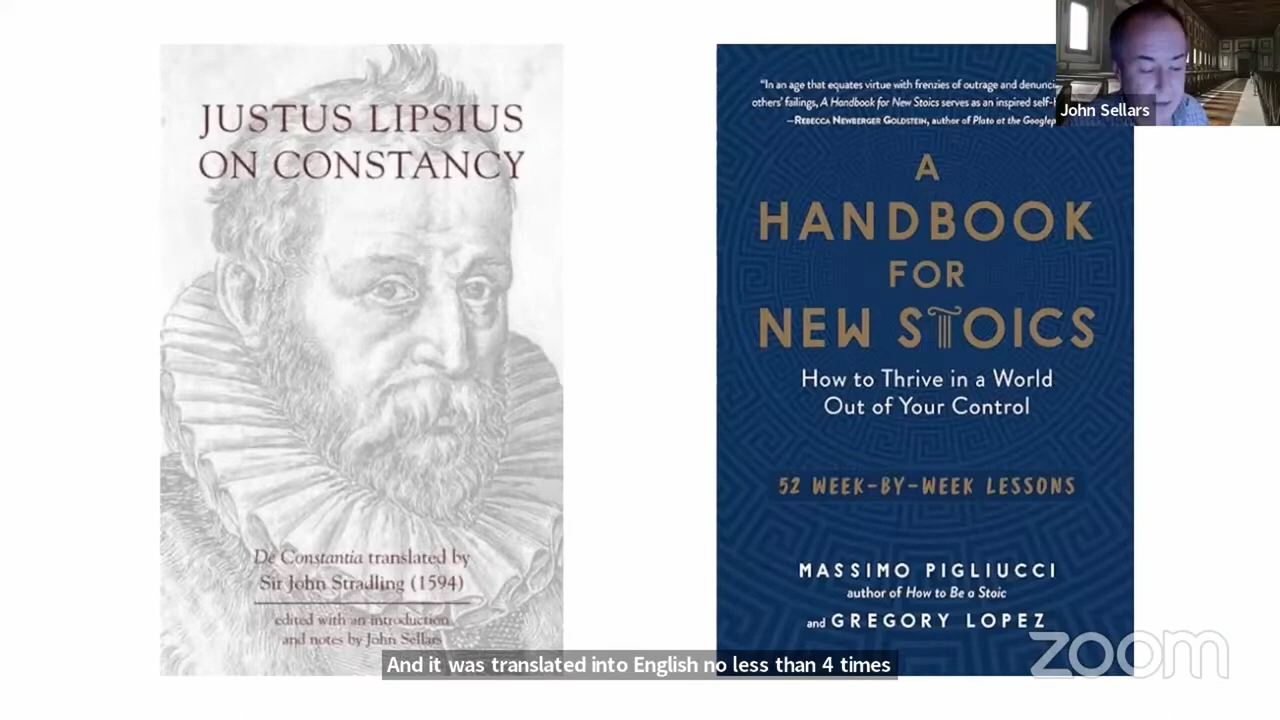 JUSTUS LIPSIUS
ON CONSTANCY
De Constantia translated by
Sir John Stradling (1594)
edited with an introduction
and notes by John Sellars
"In an age that equates virtue with frenzies of outrage and
others' failings, A Handbook for New Stoics serves as an inspired
—REBECCA NEWBERGER GOLDSTEIN, author of Plato at the
A
HANDBOOK
FOR
NEW STOICS
How to Thrive in a World
Out of Your Control
52 WEEK-BY-WEEK LESSONS
MASSIMO PIGLIUCCI
author of How to Be a Stoic
and GREGORY LOPEZ
John Sellars
zoom
And it was translated into English no less than 4 times